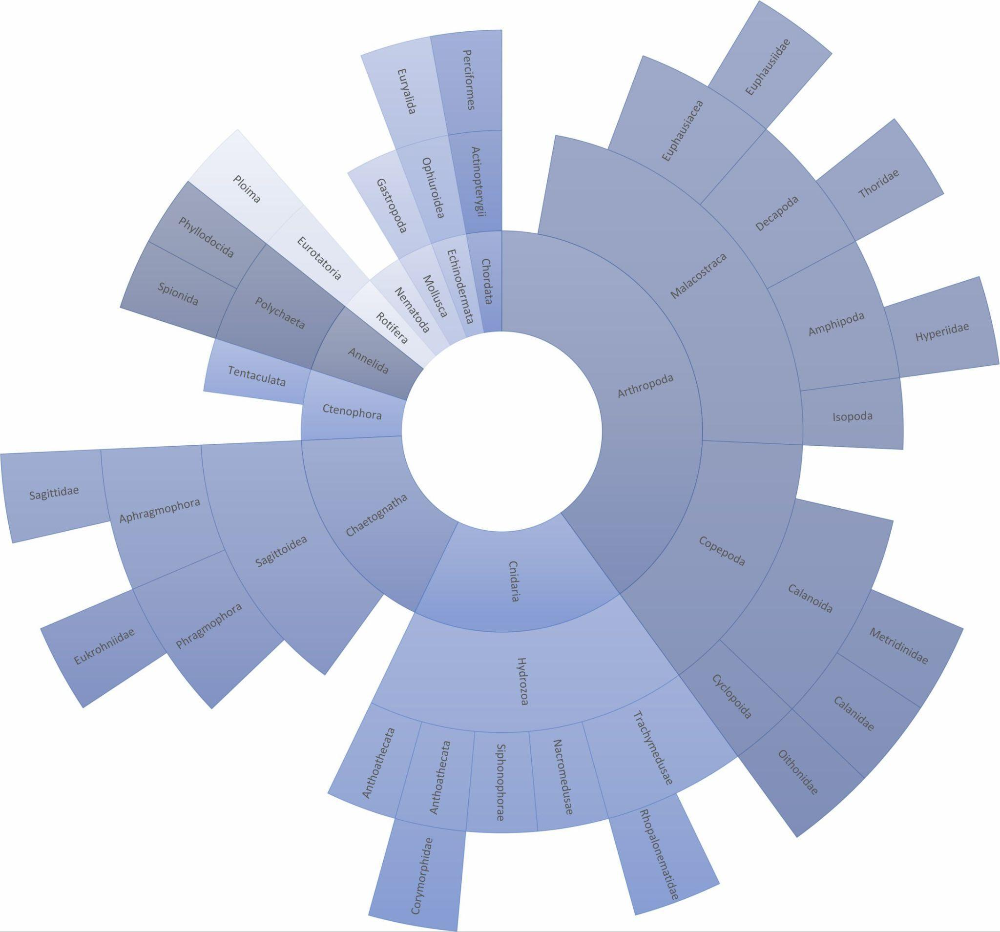 Arthropoda
Malacostraca
Euphausiacea
Euphausiidae
Decapoda
Thoridae
Amphipoda
Hyperiidae
Isopoda
Copepoda
Calanoida
Metridinidae
Calanidae
Cyclopoida
Oithonidae
Cnidaria
Hydrozoa
Trachymedusae
Rhopalonematidae
Nacromedusae
Siphonophorae
Anthoathecata
Corymorphidae
Anthoathecata
Chaetognatha
Sagittoidea
Phragmophora
Eukrohniidae
Aphragmophora
Sagittidae
Ctenophora
Tentaculata
Annelida
Polychaeta
Spionida
Phyllodocida
Rotifera
Eurotatoria
Ploima
Nematoda
Mollusca
Gastropoda
Echinodermata
Ophiuroidea
Euryalida
Chordata
Actinopterygii
Perciformes